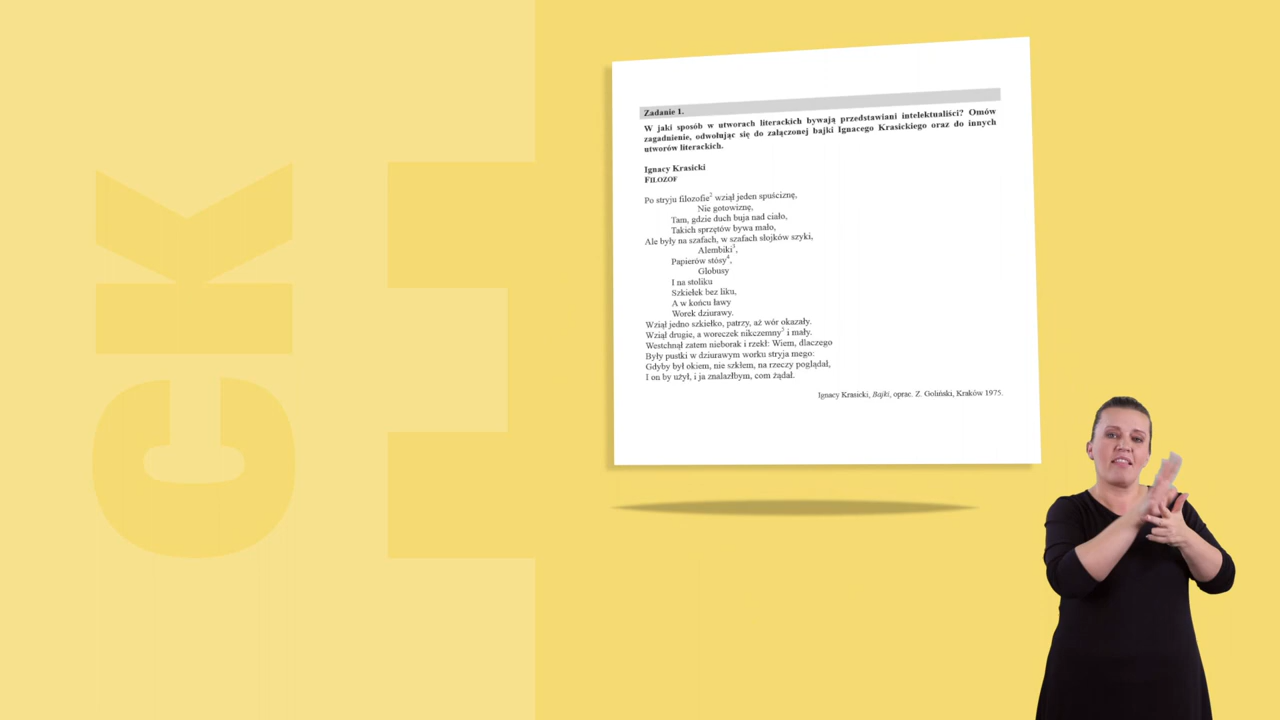 CKE
Zadanie 1.
W jaki sposób w utworach literackich bywają przedstawiani intelektualiści? Omów
zagadnienie, odwołując się do załączonej bajki Ignacego Krasickiego oraz do innych
utworów literackich.
Ignacy Krasicki
FILOZOF
Po stryju filozofie² wziął jeden spuściznę,
Nie gotowiznę,
Tam, gdzie duch buja nad ciało,
Takich sprzętów bywa mało,
Ale były na szafach, w szafach słojków szyki,
Alembiki³,
Papierów stósy⁴,
Globusy
I na stoliku
Szkiełek bez liku,
A w końcu ławy
Worek dziurawy.
Wziął jedno szkiełko, patrzy, aż wór okazały.
Wziął drugie, a woreczek nikczemny⁵ i mały.
Westchnął zatem nieborak i rzekł: Wiem, dlaczego
Były pustki w dziurawym worku stryja mego:
Gdyby był okiem, nie szkłem, na rzeczy poglądał,
I on by użył, i ja znalazłbym, com żądał.
Ignacy Krasicki, Bajki, oprac. Z. Goliński, Kraków 1975.